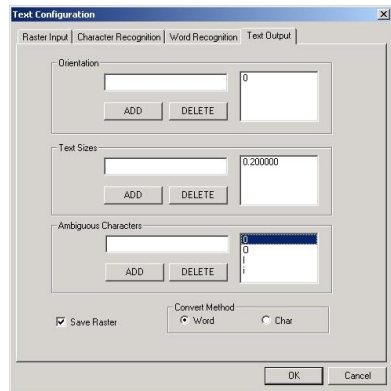 Text Configuration
Raster Input Character Recognition Word Recognition Text Output
Orientation
0
ADD DELETE
Text Sizes
0.200000
ADD DELETE
Ambiguous Characters
O
l
i
ADD DELETE
Save Raster
Convert Method
Word Char
OK Cancel